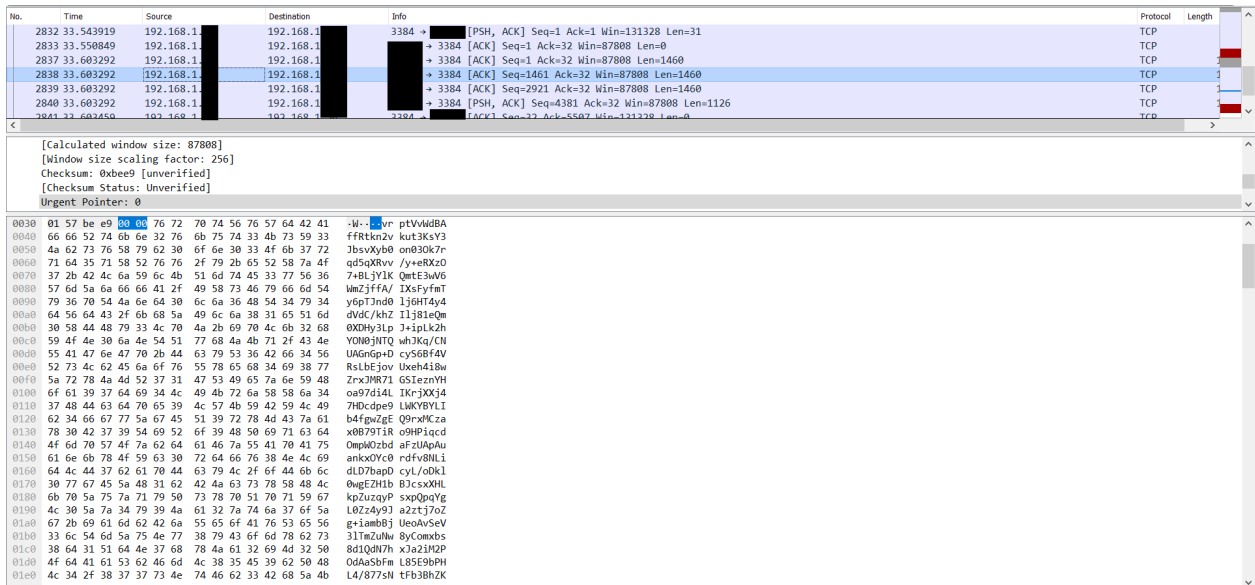 No. Time Source Destination Info Protocol Length
2832 33.543919 192.168.1. 192.168.1 3384 → [PSH, ACK] Seq=1 Ack=1 Win=131328 Len=31 TCP
2833 33.550849 192.168.1. 192.168.1 → 3384 [ACK] Seq=1 Ack=32 Win=87808 Len=0 TCP
2837 33.603292 192.168.1. 192.168.1 → 3384 [ACK] Seq=1 Ack=32 Win=87808 Len=1460 TCP 1
2838 33.603292 192.168.1. 192.168.1 → 3384 [ACK] Seq=1461 Ack=32 Win=87808 Len=1460 TCP 1
2839 33.603292 192.168.1. 192.168.1 → 3384 [ACK] Seq=2921 Ack=32 Win=87808 Len=1460 TCP 1
2840 33.603292 192.168.1. 192.168.1 → 3384 [PSH, ACK] Seq=4381 Ack=32 Win=87808 Len=1126 TCP 1
2841 33.603459 192.168.1. 192.168.1 3384 → [ACK] Seq=32 Ack=5507 Win=131328 Len=0 TCP
[Calculated window size: 87808]
[Window size scaling factor: 256]
Checksum: 0xbee9 [unverified]
[Checksum Status: Unverified]
Urgent Pointer: 0
0030 01 57 be e9 00 00 76 72 70 74 56 76 57 64 42 41 ·W····vr ptVvWdBA
0040 66 66 52 74 6b 6e 32 76 6b 75 74 33 4b 73 59 33 ffRtkn2v kut3KsY3
0050 4a 62 73 76 58 79 62 30 6f 6e 30 33 4f 6b 37 72 JbsvXyb0 on03Ok7r
0060 71 64 35 71 58 52 76 76 2f 79 2b 65 52 58 7a 4f qd5qXRvv /y+eRXzO
0070 37 2b 42 4c 6a 59 6c 4b 51 6d 74 45 33 77 56 36 7+BLjYlK QmtE3wV6
0080 57 6d 5a 6a 66 66 41 2f 49 58 73 46 79 66 6d 54 WmZjffA/ IXsFyfmT
0090 79 36 70 54 4a 6e 64 30 6c 6a 36 48 54 34 79 34 y6pTJnd0 lj6HT4y4
00a0 64 56 64 43 2f 6b 68 5a 49 6c 6a 38 31 65 51 6d dVdC/khZ Ilj81eQm
00b0 30 58 44 48 79 33 4c 70 4a 2b 69 70 4c 6b 32 68 0XDHy3Lp J+ipLk2h
00c0 59 4f 4e 30 6a 4e 54 51 77 68 4a 4b 71 2f 43 4e YON0jNTQ whJKq/CN
00d0 55 41 47 6e 47 70 2b 44 63 79 53 36 42 66 34 56 UAGnGp+D cyS6Bf4V
00e0 52 73 4c 62 45 6a 6f 76 55 78 65 68 34 69 38 77 RsLbEjov Uxeh4i8w
00f0 5a 72 78 4a 4d 52 37 31 47 53 49 65 7a 6e 59 48 ZrxJMR71 GSIeznYH
0100 6f 61 39 37 64 69 34 4c 49 4b 72 6a 58 58 6a 34 oa97di4L IKrjXXj4
0110 37 48 44 63 64 70 65 39 4c 57 4b 59 42 59 4c 49 7HDcdpe9 LWKYBYLI
0120 62 34 66 67 77 5a 67 45 51 39 72 78 4d 43 7a 61 b4fgwZgE Q9rxMCza
0130 78 30 42 37 39 54 69 52 6f 39 48 50 69 71 63 64 x0B79TiR o9HPiqcd
0140 4f 6d 70 57 4f 7a 62 64 61 46 7a 55 41 70 41 75 OmpWOzbd aFzUApAu
0150 61 6e 6b 78 4f 59 63 30 72 64 66 76 38 4e 4c 69 ankxOYc0 rdfv8NLi
0160 64 4c 44 37 62 61 70 44 63 79 4c 2f 6f 44 6b 6c dLD7bapD cyL/oDkl
0170 30 77 67 45 5a 48 31 62 42 4a 63 73 78 58 48 4c 0wgEZH1b BJcsxXHL
0180 6b 70 5a 75 7a 71 79 50 73 78 70 51 70 71 59 67 kpZuzqyP sxpQpqYg
0190 4c 30 5a 7a 34 79 39 4a 61 32 7a 74 6a 37 6f 5a L0Zz4y9J a2ztj7oZ
01a0 67 2b 69 61 6d 62 42 6a 55 65 6f 41 76 53 65 56 g+iambBj UeoAvSeV
01b0 33 6c 54 6d 5a 75 4e 77 38 79 43 6f 6d 78 62 73 3lTmZuNw 8yComxbs
01c0 38 64 31 51 64 4e 37 68 78 4a 61 32 69 4d 32 50 8d1QdN7h xJa2iM2P
01d0 4f 64 41 61 53 62 46 6d 4c 38 35 45 39 62 50 48 OdAaSbFm L85E9bPH
01e0 4c 34 2f 38 37 37 73 4e 74 46 62 33 42 68 5a 4b L4/877sN tFb3BhZK